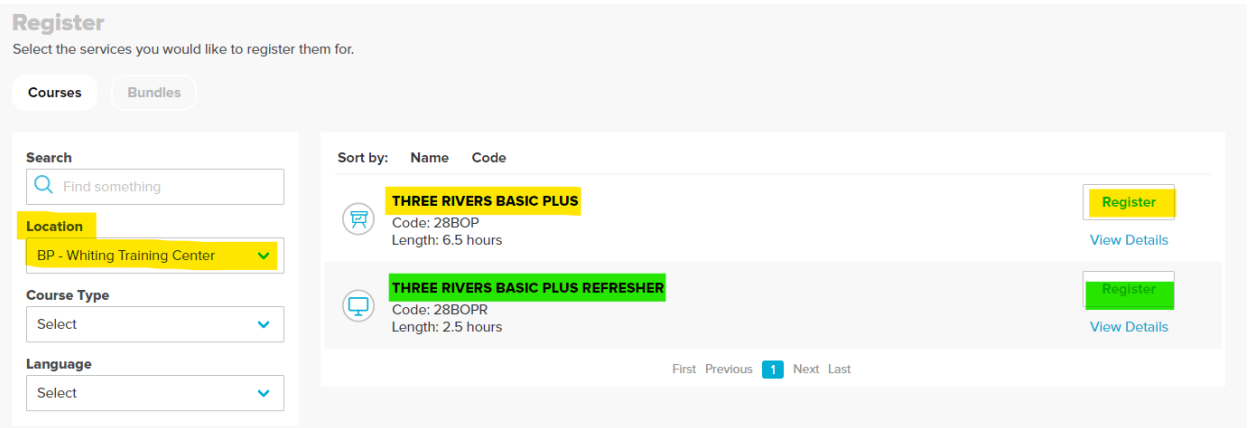 Register
Select the services you would like to register them for.
Courses
Bundles
Search
Find something
Location
BP - Whiting Training Center
Course Type
Select
Language
Select
Sort by: Name Code
THREE RIVERS BASIC PLUS
Code: 28BOP
Length: 6.5 hours
Register
View Details
THREE RIVERS BASIC PLUS REFRESHER
Code: 28BOPR
Length: 2.5 hours
Register
View Details
First Previous 1 Next Last